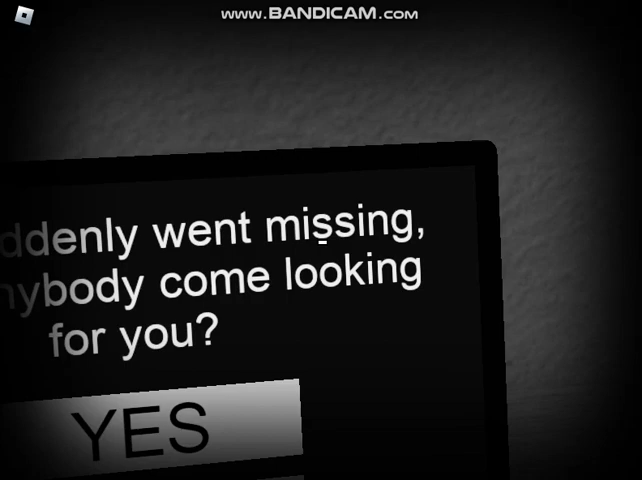 www.BANDICAM.com
ddenly went missing,
nybody come looking
for you?
YES